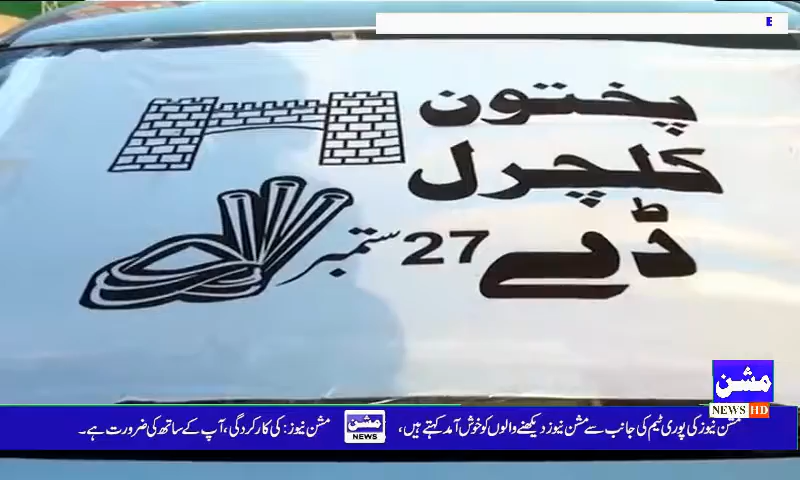 E
پختون
کلچرل
ڈے 27 ستمبر
مشن
NEWS HD
مشن نیوز کی پوری ٹیم کی جانب سے مشن نیوز دیکھنے والوں کو خوش آمدید کہتے ہیں، مشن NEWS مشن نیوز: کی کارکردگی، آپ کے ساتھ کی ضرورت ہے۔